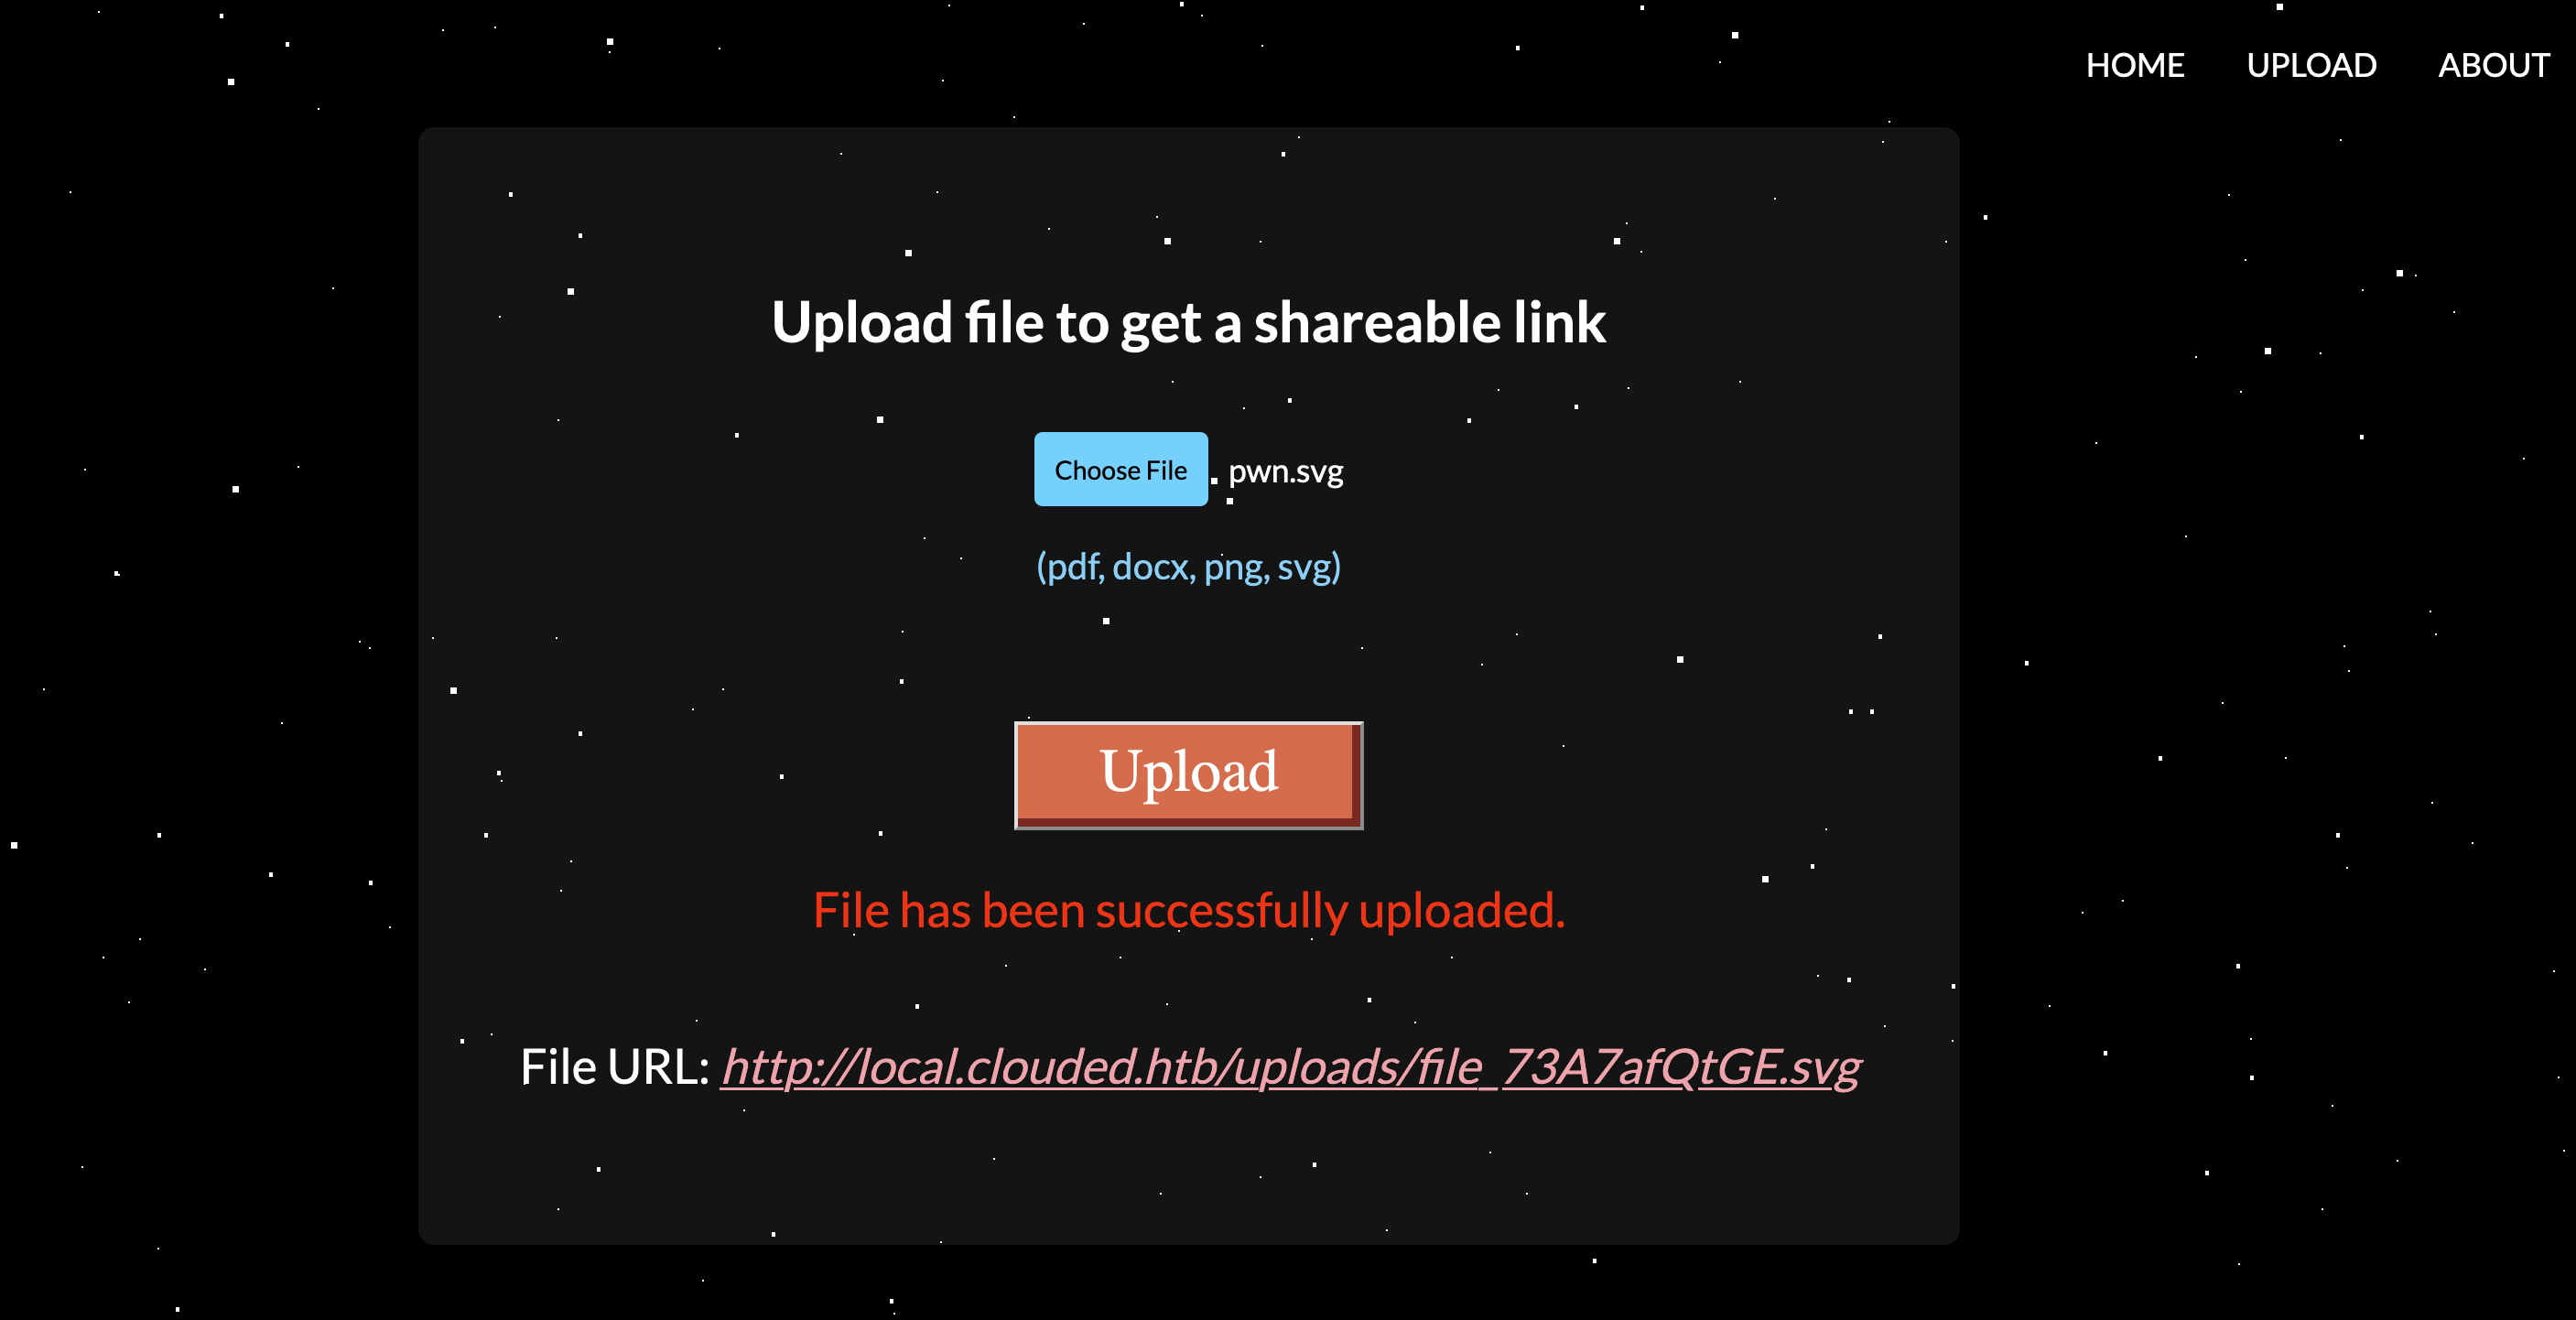 HOME UPLOAD ABOUT
Upload file to get a shareable link
Choose File pwn.svg
(pdf, docx, png, svg)
Upload
File has been successfully uploaded.
File URL: http://local.clouded.htb/uploads/file_73A7afQtGE.svg